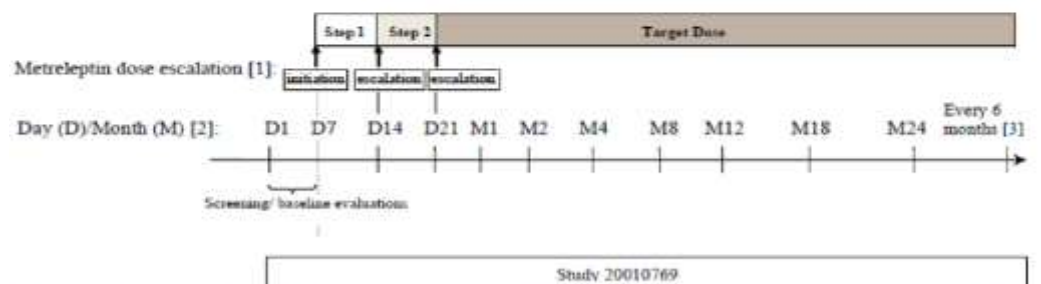 Step 1 Step 2 Target Dose
Metreleptin dose escalation [1]:
initiation escalation escalation
Day (D)/Month (M) [2]: D1 D7 D14 D21 M1 M2 M4 M8 M12 M18 M24 Every 6 months [3]
Screening/ baseline evaluations
Study 20010769